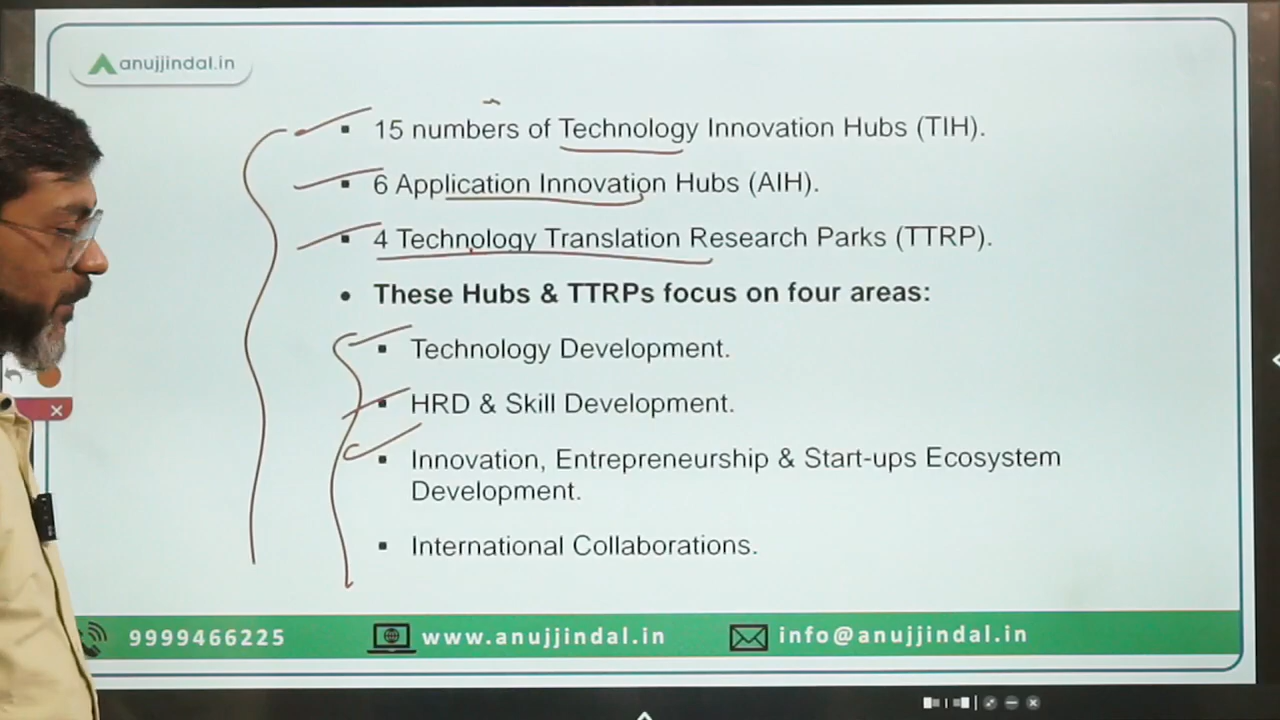 anujjindal.in
▪ 15 numbers of Technology Innovation Hubs (TIH).
▪ 6 Application Innovation Hubs (AIH).
▪ 4 Technology Translation Research Parks (TTRP).
• These Hubs & TTRPs focus on four areas:
▪ Technology Development.
▪ HRD & Skill Development.
▪ Innovation, Entrepreneurship & Start-ups Ecosystem
Development.
▪ International Collaborations.
9999466225 www.anujjindal.in info@anujjindal.in